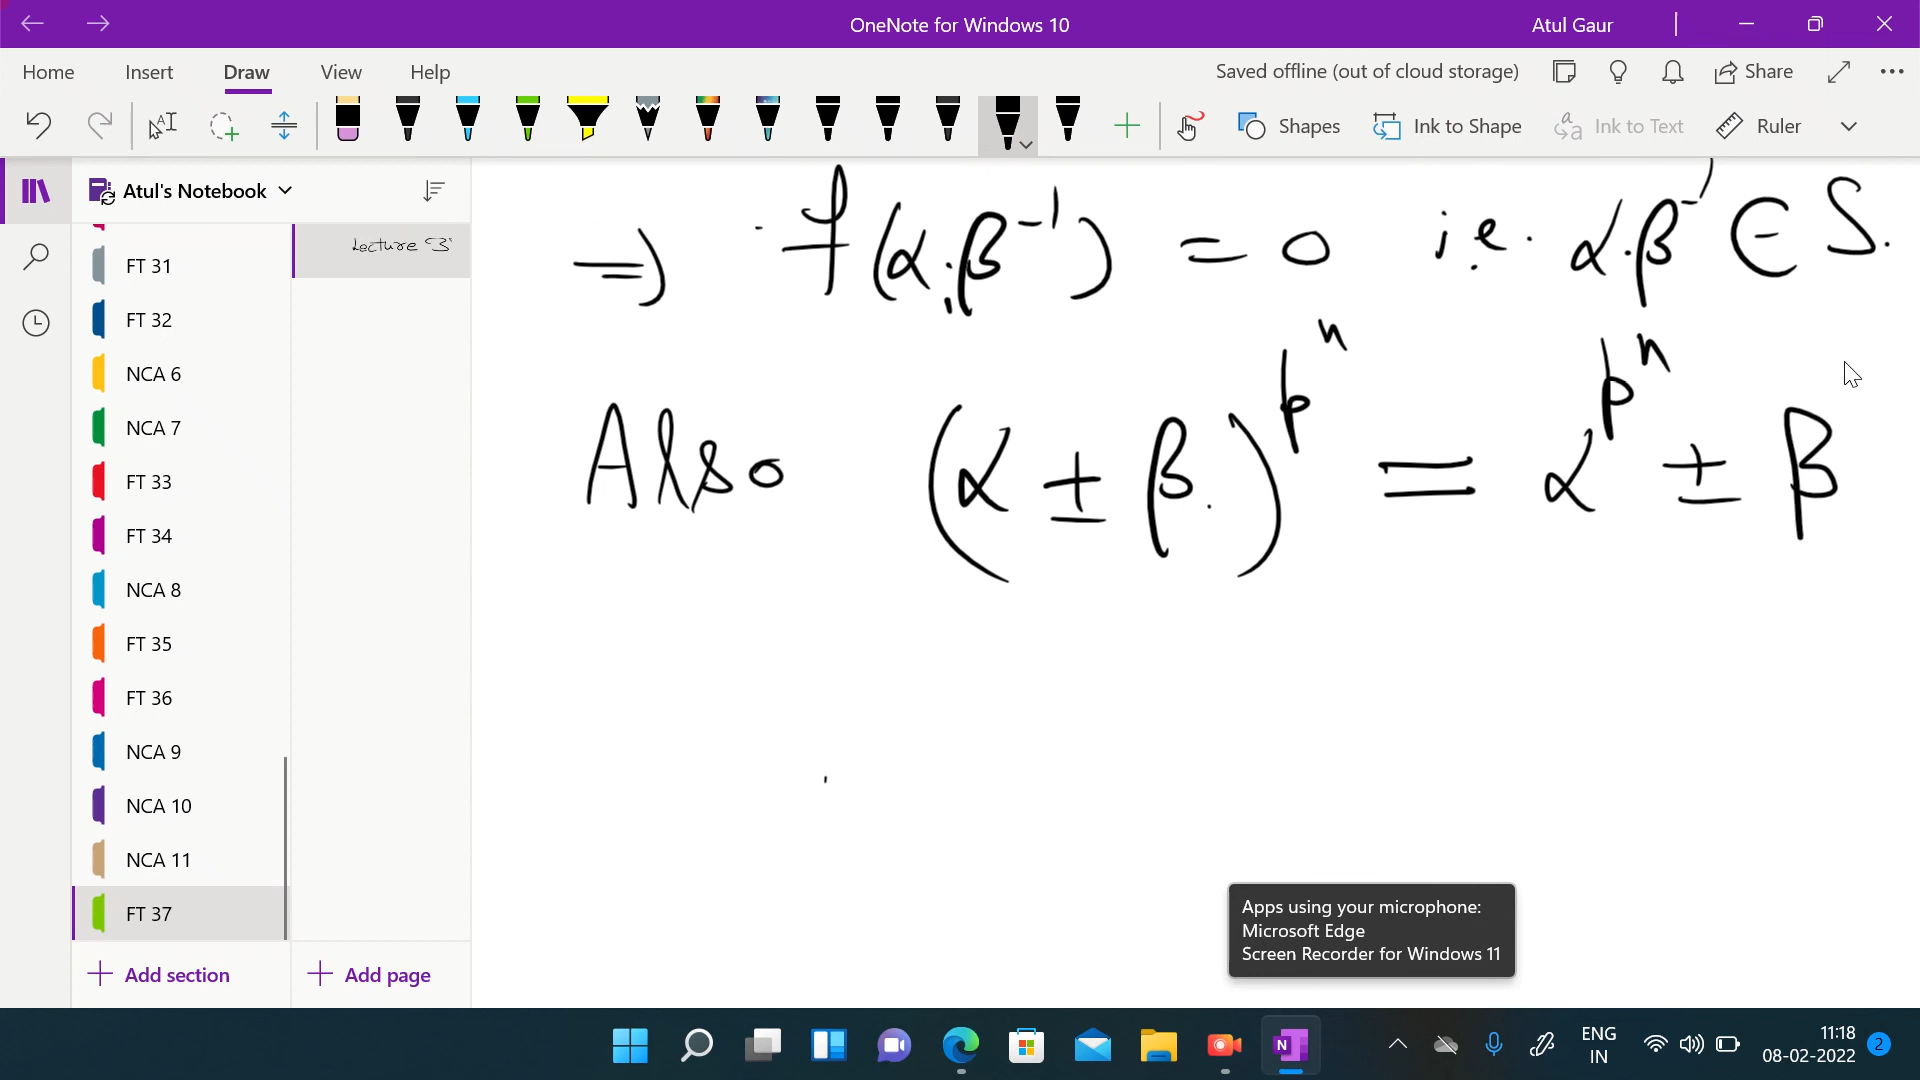 OneNote for Windows 10
Atul Gaur
Home Insert Draw View Help
Saved offline (out of cloud storage)
Share
Shapes
Ink to Shape
Ink to Text
Ruler
Atul's Notebook
Lecture 3
FT 31
FT 32
NCA 6
NCA 7
FT 33
FT 34
NCA 8
FT 35
FT 36
NCA 9
NCA 10
NCA 11
FT 37
Add section
Add page
⇒ f(α.β⁻¹) = 0 i.e. α.β⁻¹ ∈ S.
Also (α ± β)^p^n = α^p^n ± β
Apps using your microphone:
Microsoft Edge
Screen Recorder for Windows 11
ENG
IN
11:18
08-02-2022
2